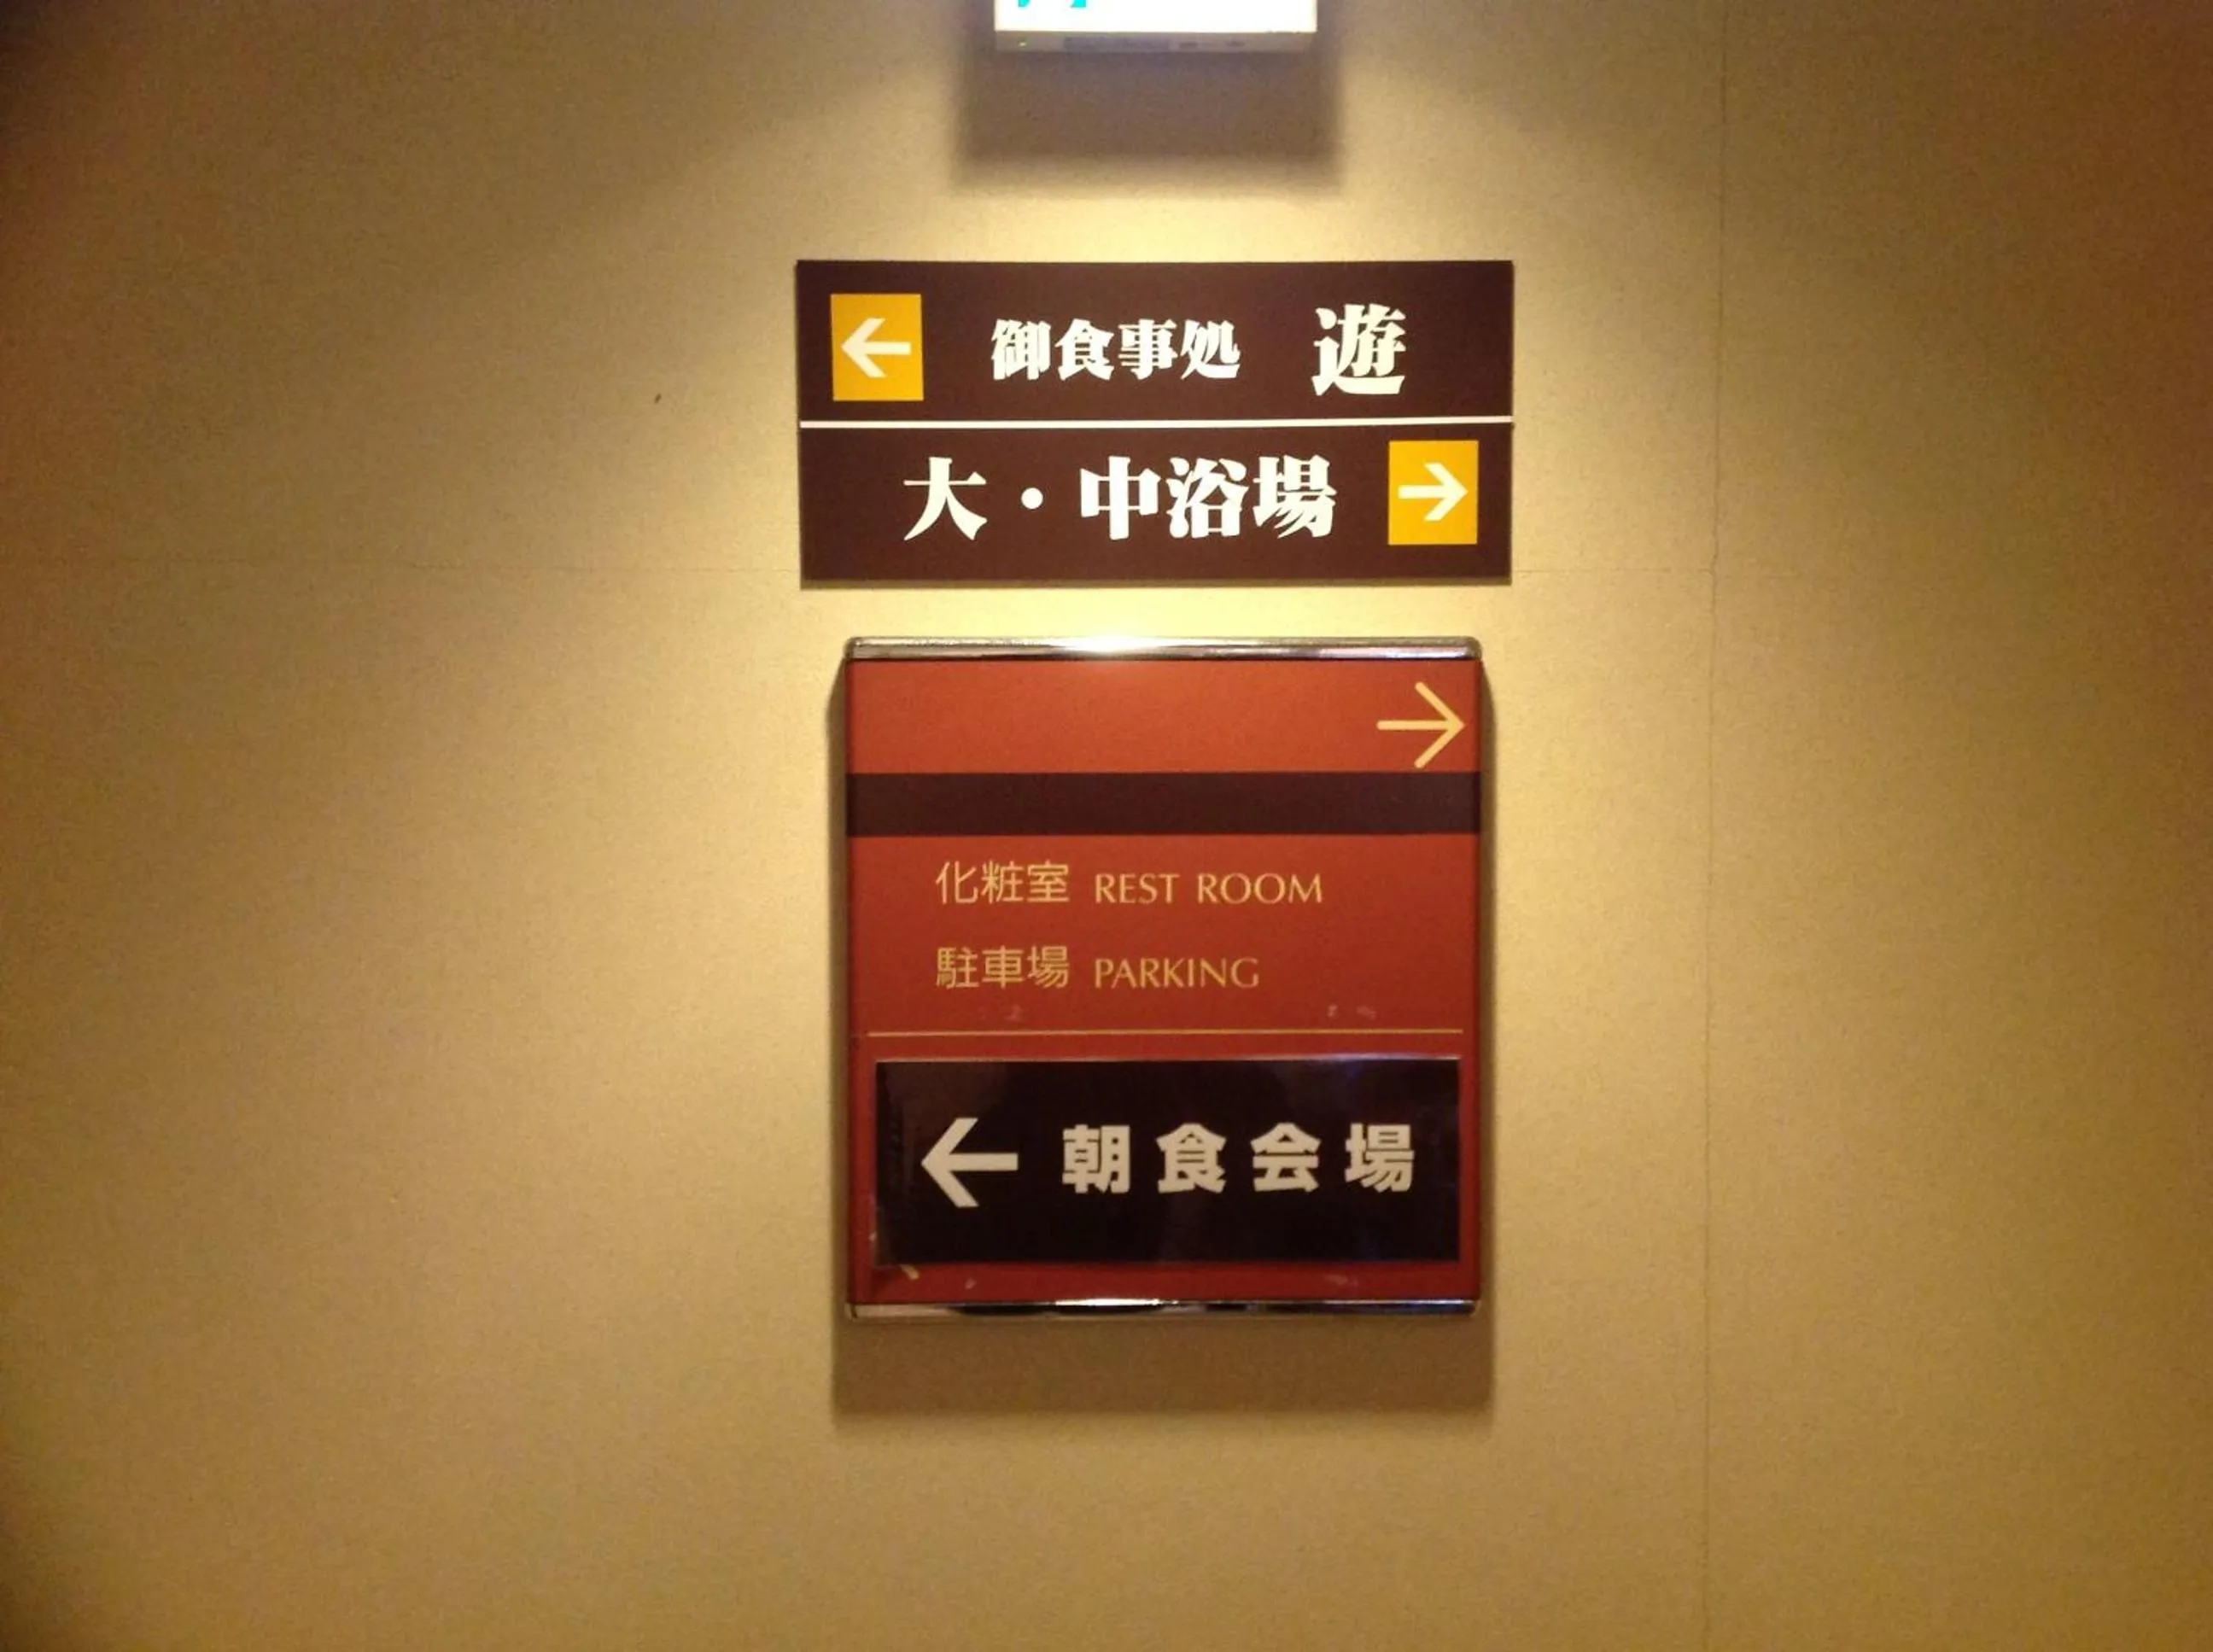 ← 御食事処 遊
大・中浴場 →
→
化粧室 REST ROOM
駐車場 PARKING
← 朝食会場